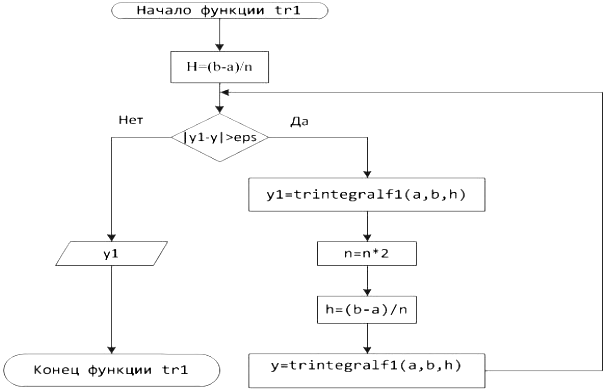 Начало функции tr1
H=(b-a)/n
Нет
Да
|y1-y|>eps
y1=trintegralf1(a,b,h)
y1
n=n*2
h=(b-a)/n
Конец функции tr1
y=trintegralf1(a,b,h)